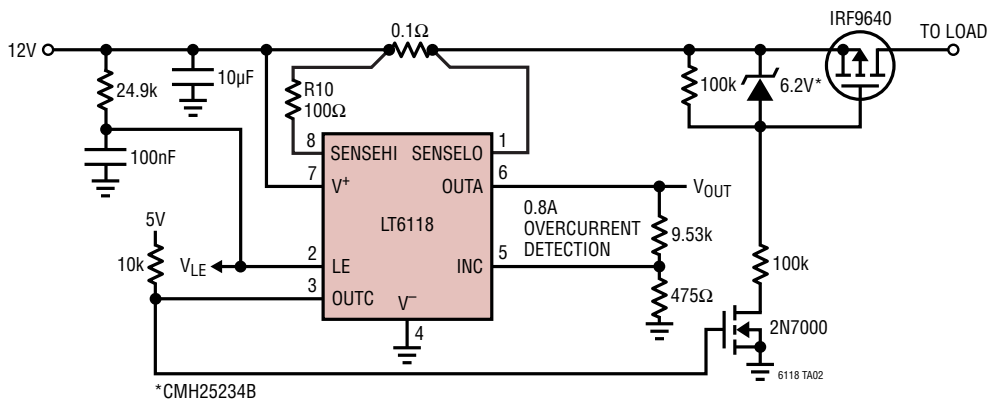 0.1Ω
IRF9640
12V
TO LOAD
24.9k
10µF
R10
100Ω
100k
6.2V*
100nF
8
SENSEHI
SENSELO
1
7
V+
OUTA
6
VOUT
LT6118
0.8A
OVERCURRENT
DETECTION
9.53k
5V
10k
VLE
2
LE
INC
5
100k
3
OUTC
V–
4
475Ω
2N7000
6118 TA02
*CMH25234B